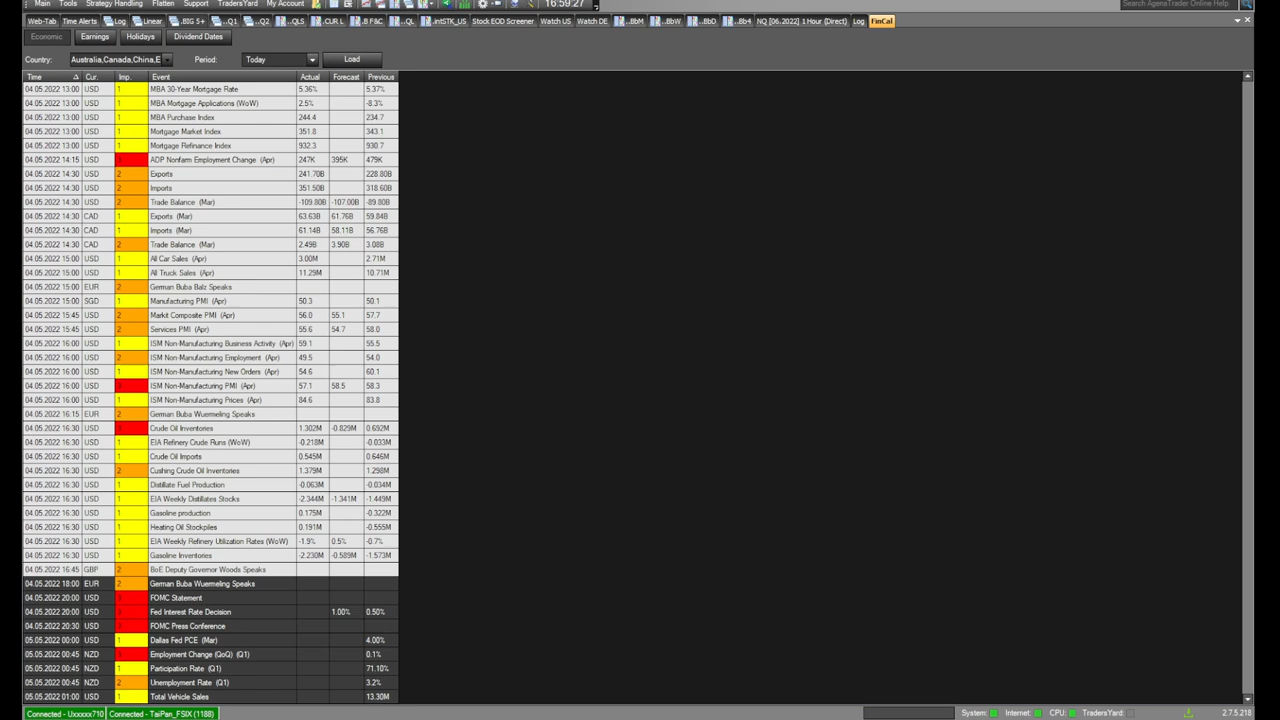 Main Tools Strategy Handling Flatten Support TradersYard My Account 16:59:27 Search AgenaTrader Online Help
Web-Tab Time Alerts Log Linear BIG 5+ ..Q1 ..Q2 ..QLS .CUR L .B F&C ..QL .intSTK_US Stock EOD Screener Watch US Watch DE ..BbM ..BbW ..BbD ..Bb4 NQ [06.2022] 1 Hour (Direct) Log FinCal
Economic Earnings Holidays Dividend Dates
Country: Australia,Canada,China,E Period: Today Load
Time Cur. Imp. Event Actual Forecast Previous
04.05.2022 13:00 USD 1 MBA 30-Year Mortgage Rate 5.36% 5.37%
04.05.2022 13:00 USD 1 MBA Mortgage Applications (WoW) 2.5% -8.3%
04.05.2022 13:00 USD 1 MBA Purchase Index 244.4 234.7
04.05.2022 13:00 USD 1 Mortgage Market Index 351.8 343.1
04.05.2022 13:00 USD 1 Mortgage Refinance Index 932.3 930.7
04.05.2022 14:15 USD 3 ADP Nonfarm Employment Change (Apr) 247K 395K 479K
04.05.2022 14:30 USD 2 Exports 241.70B 228.80B
04.05.2022 14:30 USD 2 Imports 351.50B 318.60B
04.05.2022 14:30 USD 2 Trade Balance (Mar) -109.80B -107.00B -89.80B
04.05.2022 14:30 CAD 1 Exports (Mar) 63.63B 61.76B 59.84B
04.05.2022 14:30 CAD 1 Imports (Mar) 61.14B 58.11B 56.76B
04.05.2022 14:30 CAD 2 Trade Balance (Mar) 2.49B 3.90B 3.08B
04.05.2022 15:00 USD 1 All Car Sales (Apr) 3.00M 2.71M
04.05.2022 15:00 USD 1 All Truck Sales (Apr) 11.29M 10.71M
04.05.2022 15:00 EUR 2 German Buba Balz Speaks
04.05.2022 15:00 SGD 1 Manufacturing PMI (Apr) 50.3 50.1
04.05.2022 15:45 USD 2 Markit Composite PMI (Apr) 56.0 55.1 57.7
04.05.2022 15:45 USD 2 Services PMI (Apr) 55.6 54.7 58.0
04.05.2022 16:00 USD 1 ISM Non-Manufacturing Business Activity (Apr) 59.1 55.5
04.05.2022 16:00 USD 2 ISM Non-Manufacturing Employment (Apr) 49.5 54.0
04.05.2022 16:00 USD 1 ISM Non-Manufacturing New Orders (Apr) 54.6 60.1
04.05.2022 16:00 USD 3 ISM Non-Manufacturing PMI (Apr) 57.1 58.5 58.3
04.05.2022 16:00 USD 1 ISM Non-Manufacturing Prices (Apr) 84.6 83.8
04.05.2022 16:15 EUR 2 German Buba Wuermeling Speaks
04.05.2022 16:30 USD 3 Crude Oil Inventories 1.302M -0.829M 0.692M
04.05.2022 16:30 USD 1 EIA Refinery Crude Runs (WoW) -0.218M -0.033M
04.05.2022 16:30 USD 1 Crude Oil Imports 0.545M 0.646M
04.05.2022 16:30 USD 2 Cushing Crude Oil Inventories 1.379M 1.298M
04.05.2022 16:30 USD 1 Distillate Fuel Production -0.063M -0.034M
04.05.2022 16:30 USD 1 EIA Weekly Distillates Stocks -2.344M -1.341M -1.449M
04.05.2022 16:30 USD 1 Gasoline production 0.175M -0.322M
04.05.2022 16:30 USD 1 Heating Oil Stockpiles 0.191M -0.555M
04.05.2022 16:30 USD 1 EIA Weekly Refinery Utilization Rates (WoW) -1.9% 0.5% -0.7%
04.05.2022 16:30 USD 1 Gasoline Inventories -2.230M -0.589M -1.573M
04.05.2022 16:45 GBP 2 BoE Deputy Governor Woods Speaks
04.05.2022 18:00 EUR 2 German Buba Wuermeling Speaks
04.05.2022 20:00 USD 3 FOMC Statement
04.05.2022 20:00 USD 3 Fed Interest Rate Decision 1.00% 0.50%
04.05.2022 20:30 USD 3 FOMC Press Conference
05.05.2022 00:00 USD 1 Dallas Fed PCE (Mar) 4.00%
05.05.2022 00:45 NZD 3 Employment Change (QoQ) (Q1) 0.1%
05.05.2022 00:45 NZD 1 Participation Rate (Q1) 71.10%
05.05.2022 00:45 NZD 2 Unemployment Rate (Q1) 3.2%
05.05.2022 01:00 USD 1 Total Vehicle Sales 13.30M
Connected - Uxxxxx710 Connected - TaiPan_FSIX (1188) System: Internet: CPU: TradersYard: 2.7.5.218